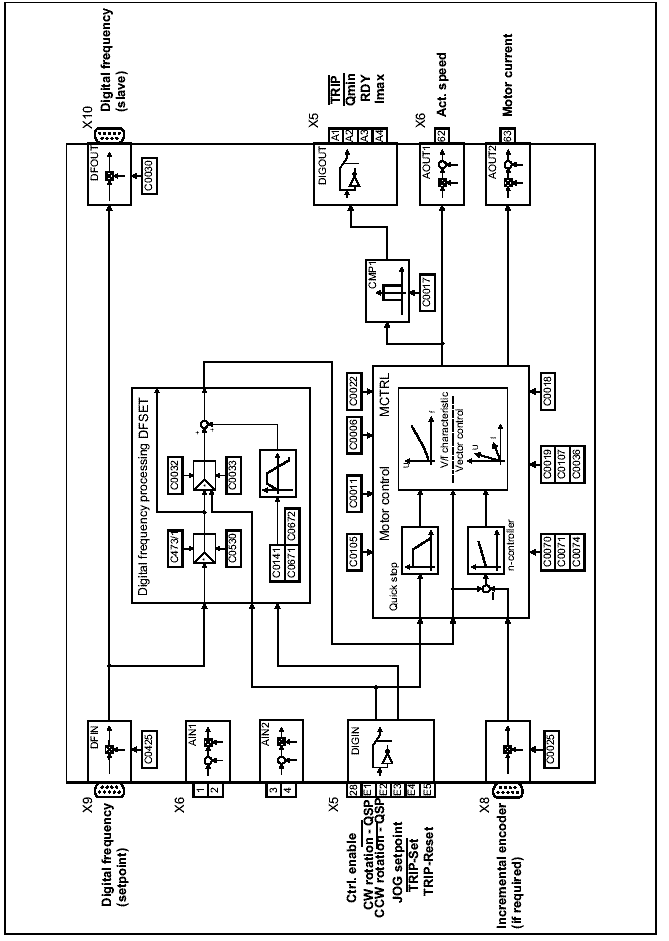 X9
Digital frequency
(setpoint)
DFIN
C0425
X6
1
2
AIN1
3
4
AIN2
X5
28
E1
E2
E3
E4
E5
DIGIN
Ctrl. enable
CW rotation - QSP
CCW rotation - QSP
JOG setpoint
TRIP-Set
TRIP-Reset
X8
Incremental encoder
(if required)
C0025
Digital frequency processing DFSET
C473/1
C0530
C0032
C0033
C0141
C0671
C0672
+
+
Motor control
MCTRL
C0105
C0011
C0006
C0022
Quick stop
n-controller
U
f
V/f characteristic
Vector control
U
I
C0070
C0071
C0074
C0019
C0107
C0036
C0018
CMP1
C0017
X10
Digital frequency
(slave)
DFOUT
C0030
X5
DIGOUT
A1
A2
A3
A4
TRIP
Qmin
RDY
Imax
X6
AOUT1
62
Act. speed
AOUT2
63
Motor current